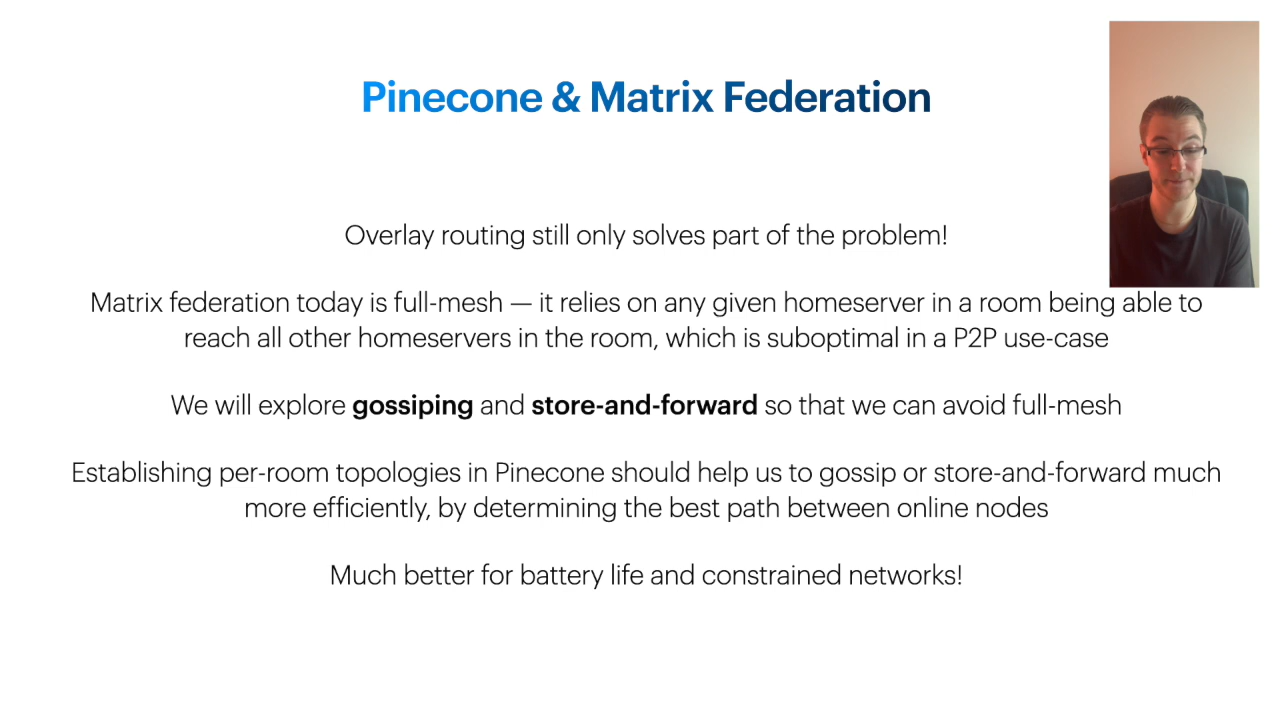 Pinecone & Matrix Federation
Overlay routing still only solves part of the problem!
Matrix federation today is full-mesh — it relies on any given homeserver in a room being able to
reach all other homeservers in the room, which is suboptimal in a P2P use-case
We will explore gossiping and store-and-forward so that we can avoid full-mesh
Establishing per-room topologies in Pinecone should help us to gossip or store-and-forward much
more efficiently, by determining the best path between online nodes
Much better for battery life and constrained networks!